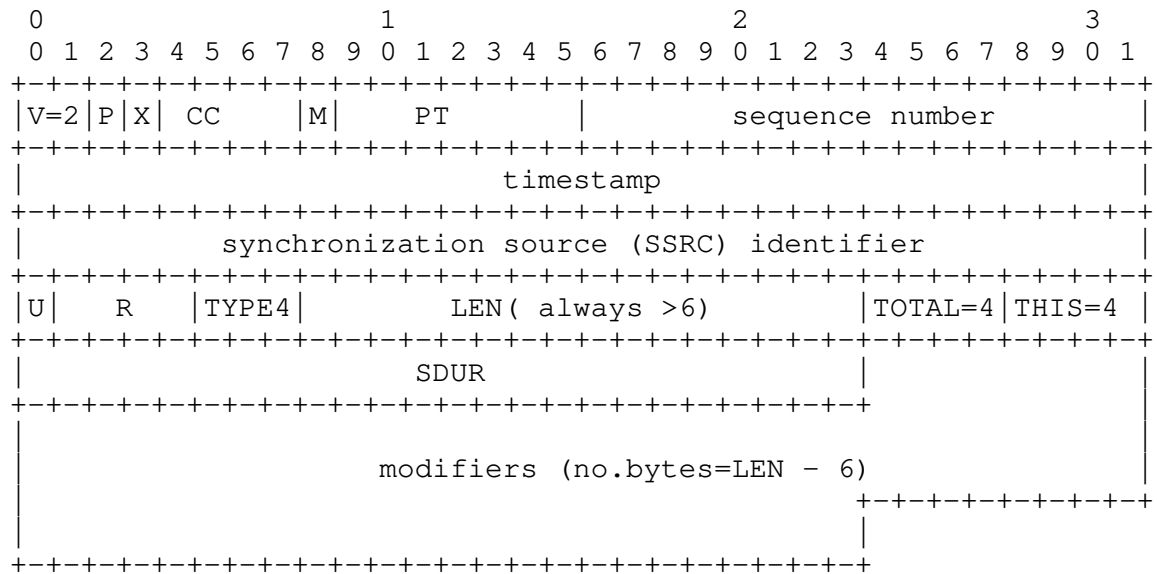 0                   1                   2                   3
 0 1 2 3 4 5 6 7 8 9 0 1 2 3 4 5 6 7 8 9 0 1 2 3 4 5 6 7 8 9 0 1
+-+-+-+-+-+-+-+-+-+-+-+-+-+-+-+-+-+-+-+-+-+-+-+-+-+-+-+-+-+-+-+-+
|V=2|P|X| CC    |M|    PT       |        sequence number        |
+-+-+-+-+-+-+-+-+-+-+-+-+-+-+-+-+-+-+-+-+-+-+-+-+-+-+-+-+-+-+-+-+
|                           timestamp                           |
+-+-+-+-+-+-+-+-+-+-+-+-+-+-+-+-+-+-+-+-+-+-+-+-+-+-+-+-+-+-+-+-+
|           synchronization source (SSRC) identifier            |
+-+-+-+-+-+-+-+-+-+-+-+-+-+-+-+-+-+-+-+-+-+-+-+-+-+-+-+-+-+-+-+-+
|U|   R   |TYPE4|        LEN( always >6)        |TOTAL=4|THIS=4 |
+-+-+-+-+-+-+-+-+-+-+-+-+-+-+-+-+-+-+-+-+-+-+-+-+-+-+-+-+-+-+-+-+
|                      SDUR                     |               |
+-+-+-+-+-+-+-+-+-+-+-+-+-+-+-+-+-+-+-+-+-+-+-+-+               |
|                                                               |
|                    modifiers (no.bytes=LEN - 6)               |
|                                               +-+-+-+-+-+-+-+-+
|                                               |
+-+-+-+-+-+-+-+-+-+-+-+-+-+-+-+-+-+-+-+-+-+-+-+-+